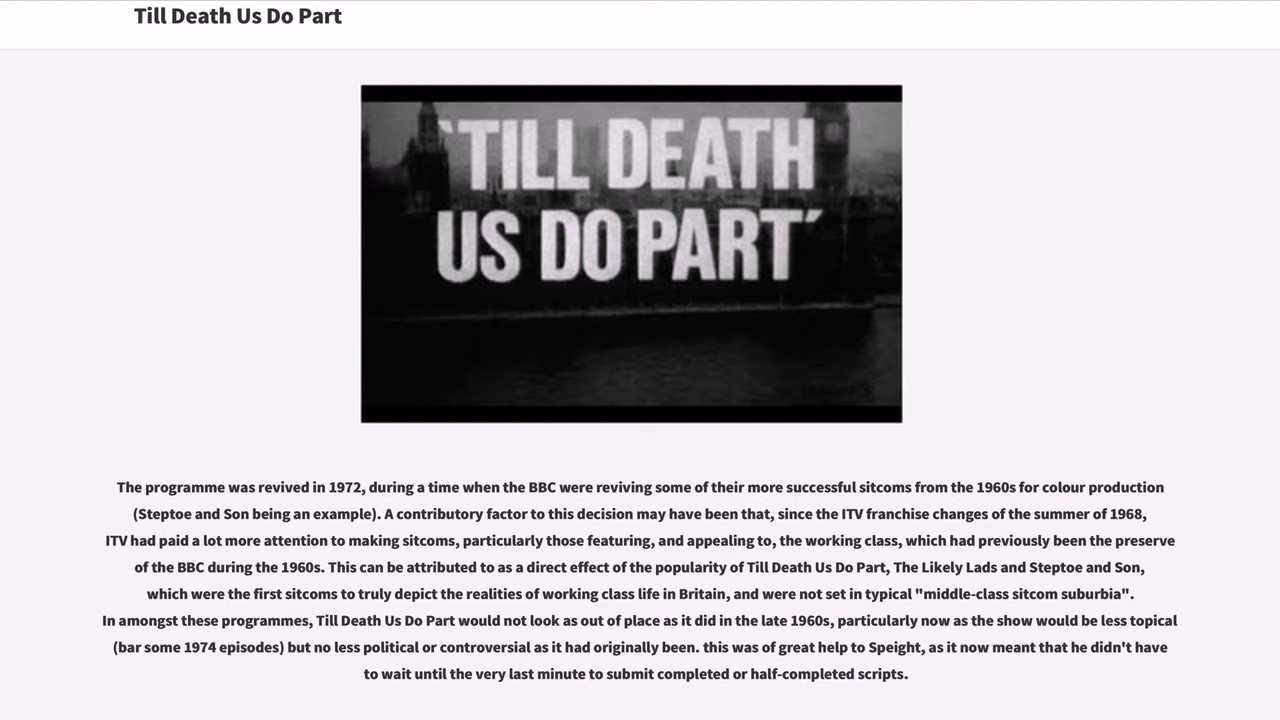 Till Death Us Do Part
‵TILL DEATH
US DO PART′
The programme was revived in 1972, during a time when the BBC were reviving some of their more successful sitcoms from the 1960s for colour production
(Steptoe and Son being an example). A contributory factor to this decision may have been that, since the ITV franchise changes of the summer of 1968,
ITV had paid a lot more attention to making sitcoms, particularly those featuring, and appealing to, the working class, which had previously been the preserve
of the BBC during the 1960s. This can be attributed to as a direct effect of the popularity of Till Death Us Do Part, The Likely Lads and Steptoe and Son,
which were the first sitcoms to truly depict the realities of working class life in Britain, and were not set in typical "middle-class sitcom suburbia".
In amongst these programmes, Till Death Us Do Part would not look as out of place as it did in the late 1960s, particularly now as the show would be less topical
(bar some 1974 episodes) but no less political or controversial as it had originally been. this was of great help to Speight, as it now meant that he didn't have
to wait until the very last minute to submit completed or half-completed scripts.